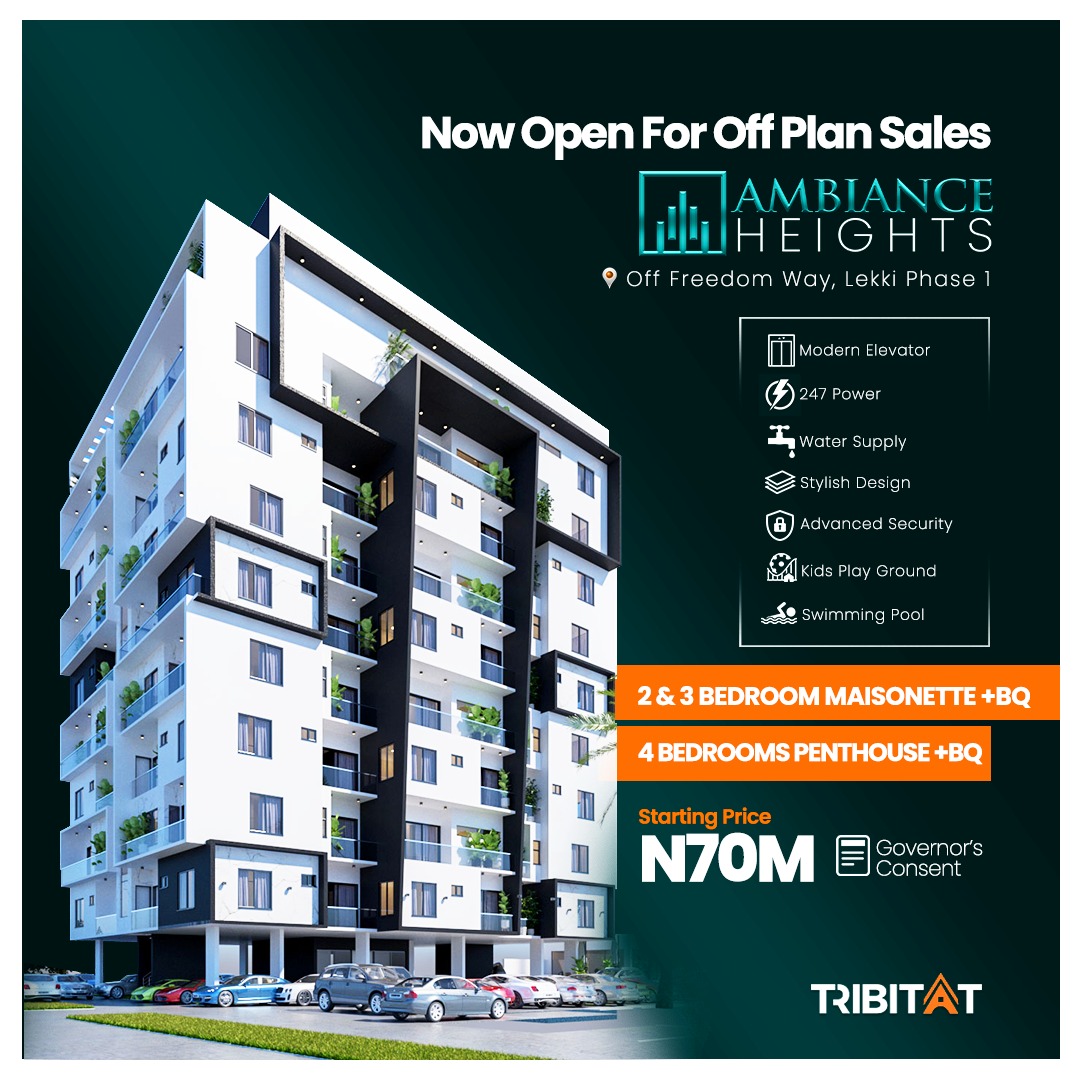 Now Open For Off Plan Sales
AMBIANCE
HEIGHTS
Off Freedom Way, Lekki Phase 1
Modern Elevator
247 Power
Water Supply
Stylish Design
Advanced Security
Kids Play Ground
Swimming Pool
2 & 3 BEDROOM MAISONETTE +BQ
4 BEDROOMS PENTHOUSE +BQ
Starting Price
N70M
Governor's
Consent
TRIBITAT